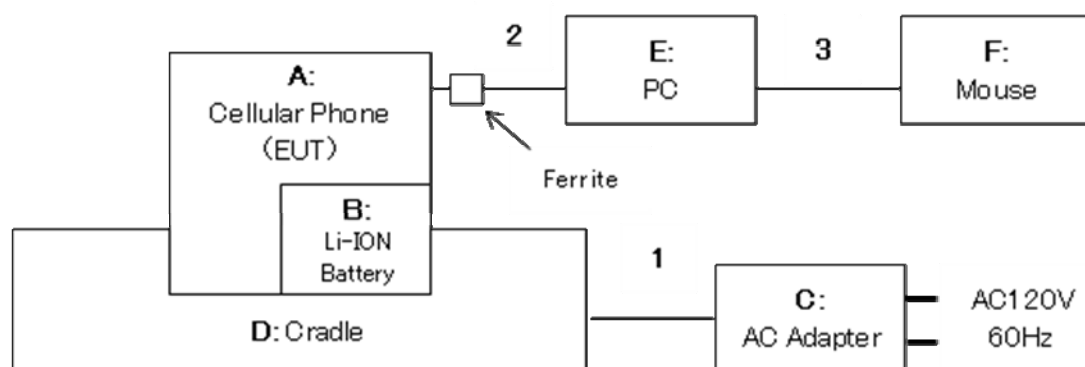 2
3
A:
Cellular Phone
(EUT)
E:
PC
F:
Mouse
Ferrite
B:
Li-ION
Battery
1
D: Cradle
C:
AC Adapter
AC120V
60Hz